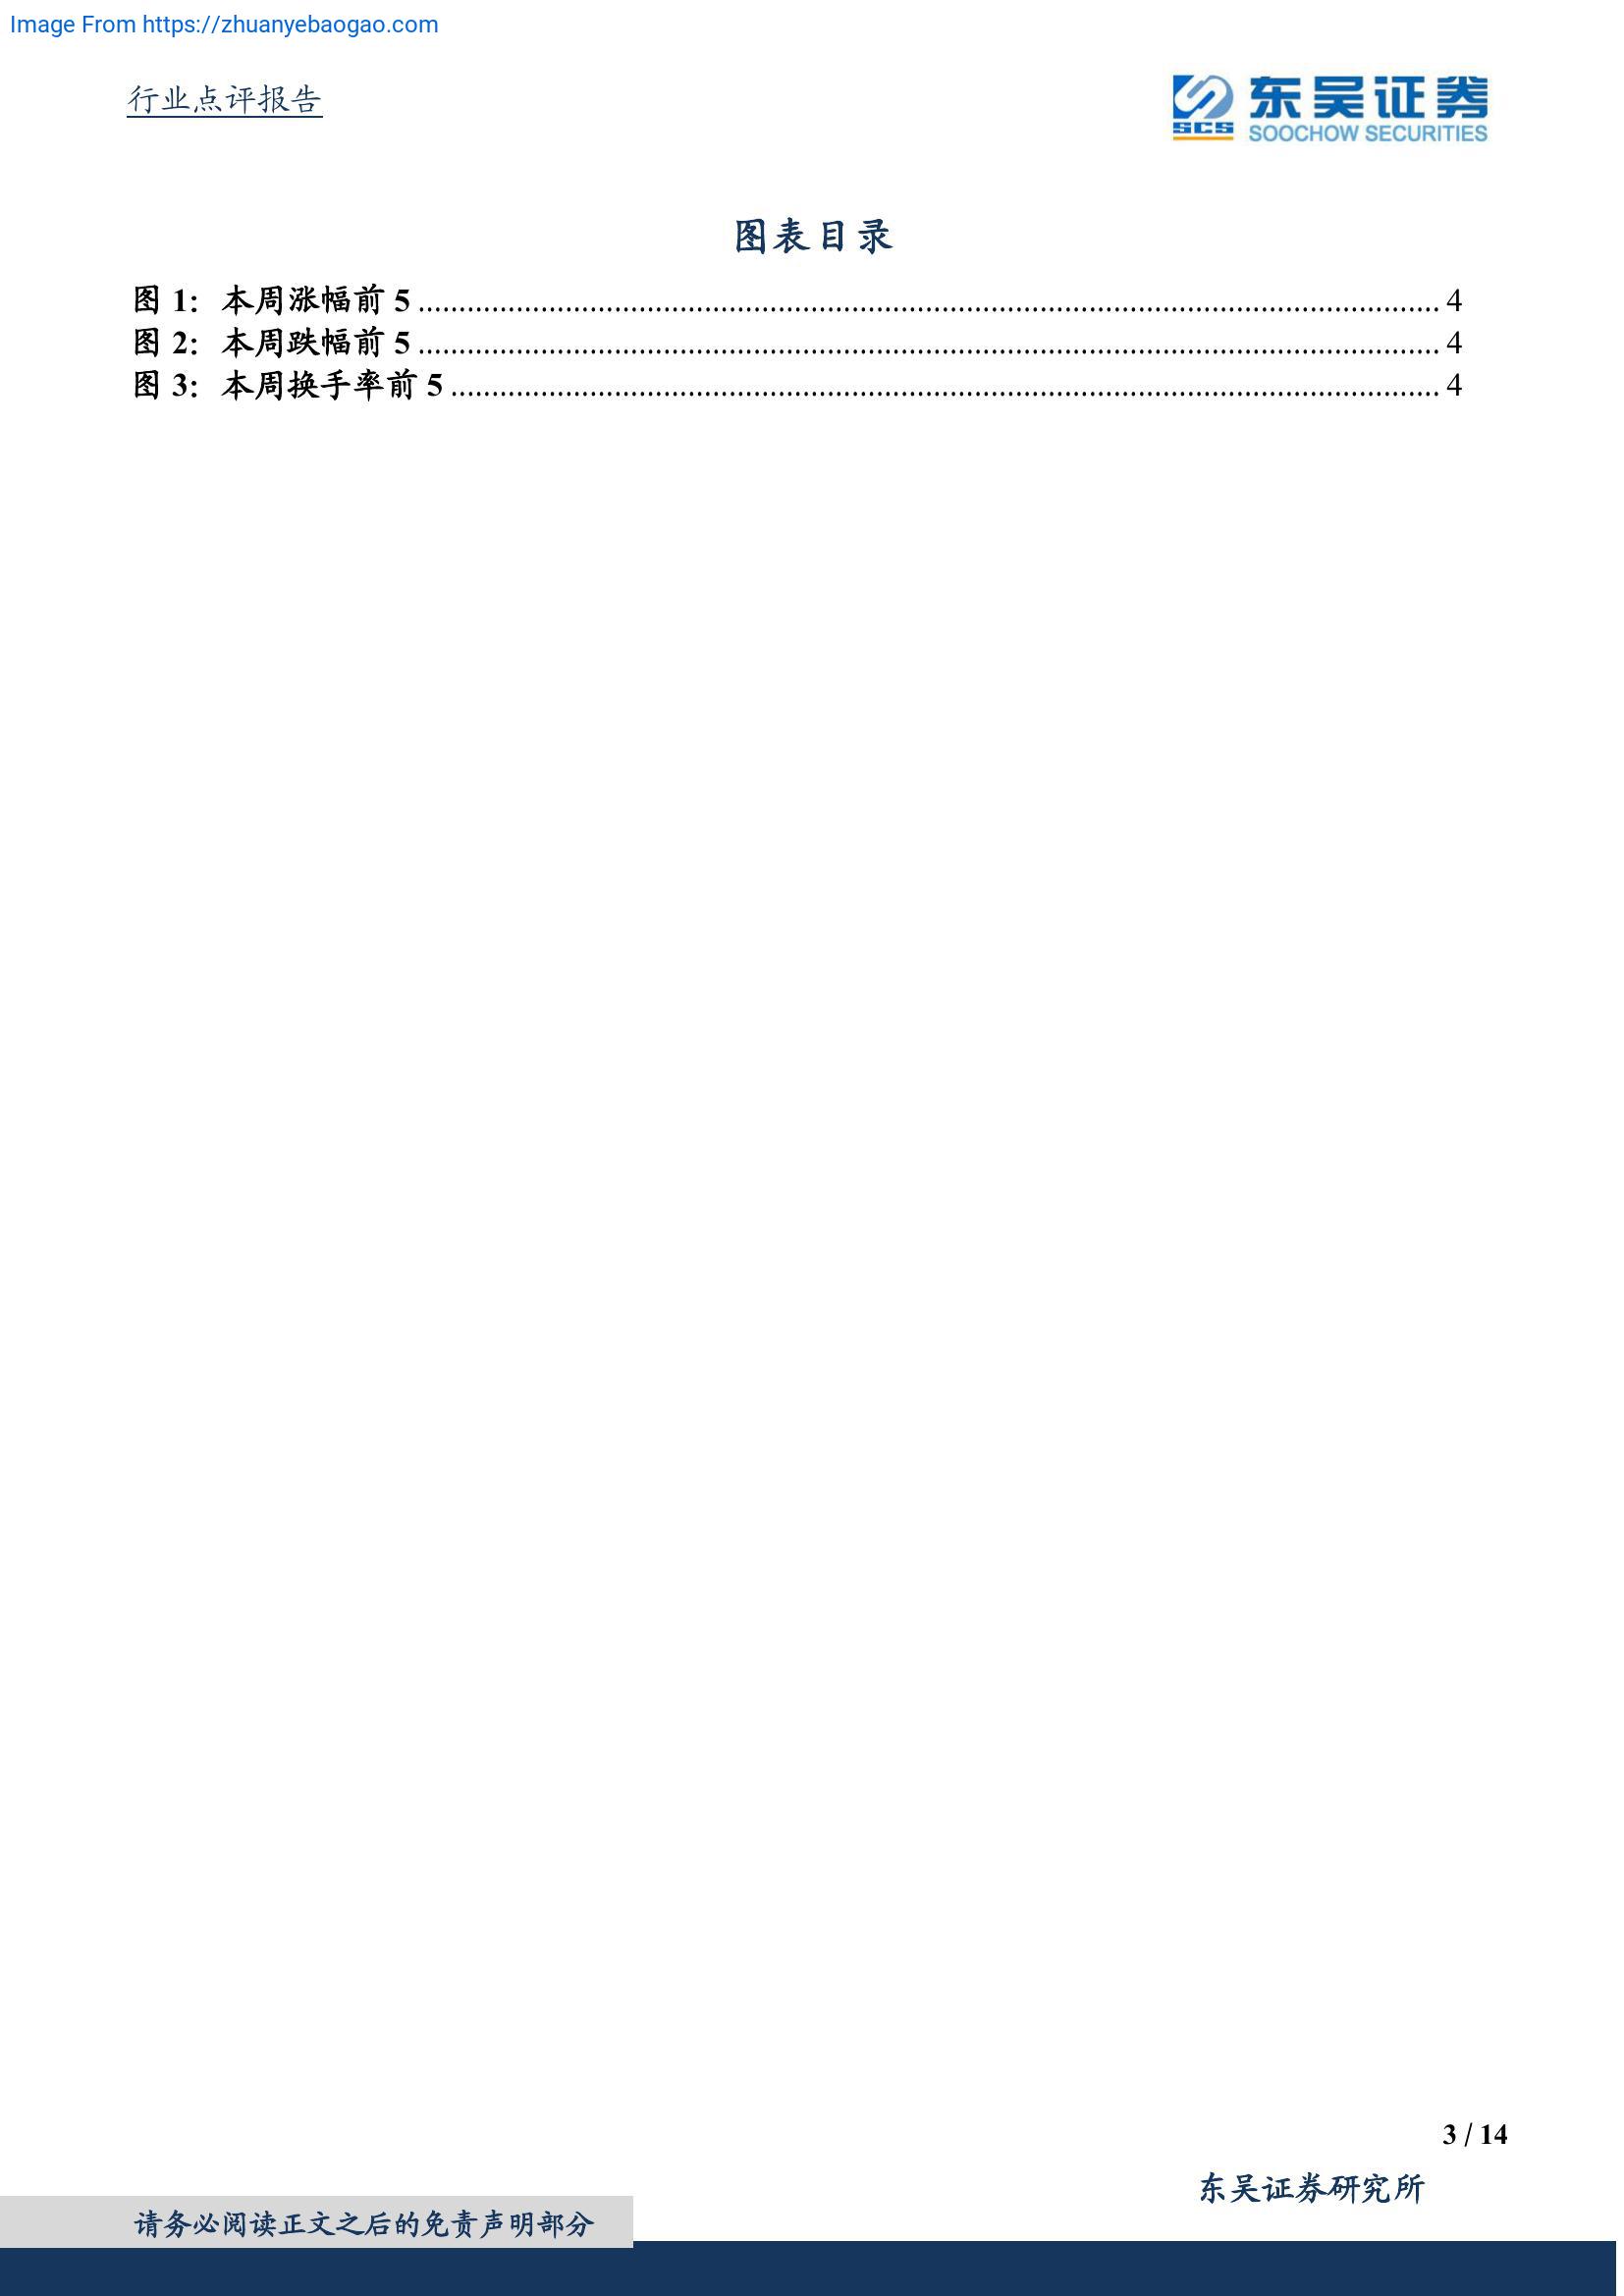 Image From https://zhuanyebaogao.com
行业点评报告
东吴证券
SCS
SOOCHOW SECURITIES
图表目录
图 1: 本周涨幅前 5 ........................................ 4
图 2: 本周跌幅前 5 ........................................ 4
图 3: 本周换手率前 5 ........................................ 4
3 / 14
东吴证券研究所
请务必阅读正文之后的免责声明部分